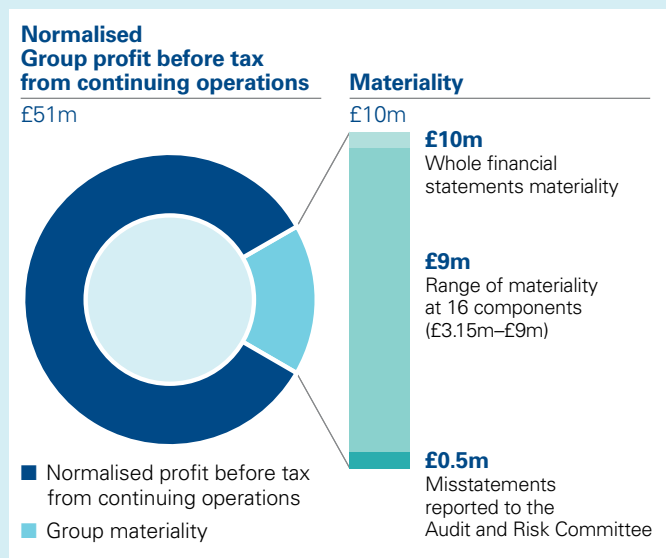 Normalised
Group profit before tax
from continuing operations
£51m
Materiality
£10m
£10m
Whole financial
statements materiality
£9m
Range of materiality
at 16 components
(£3.15m–£9m)
£0.5m
Misstatements
reported to the
Audit and Risk Committee
Normalised profit before tax
from continuing operations
Group materiality